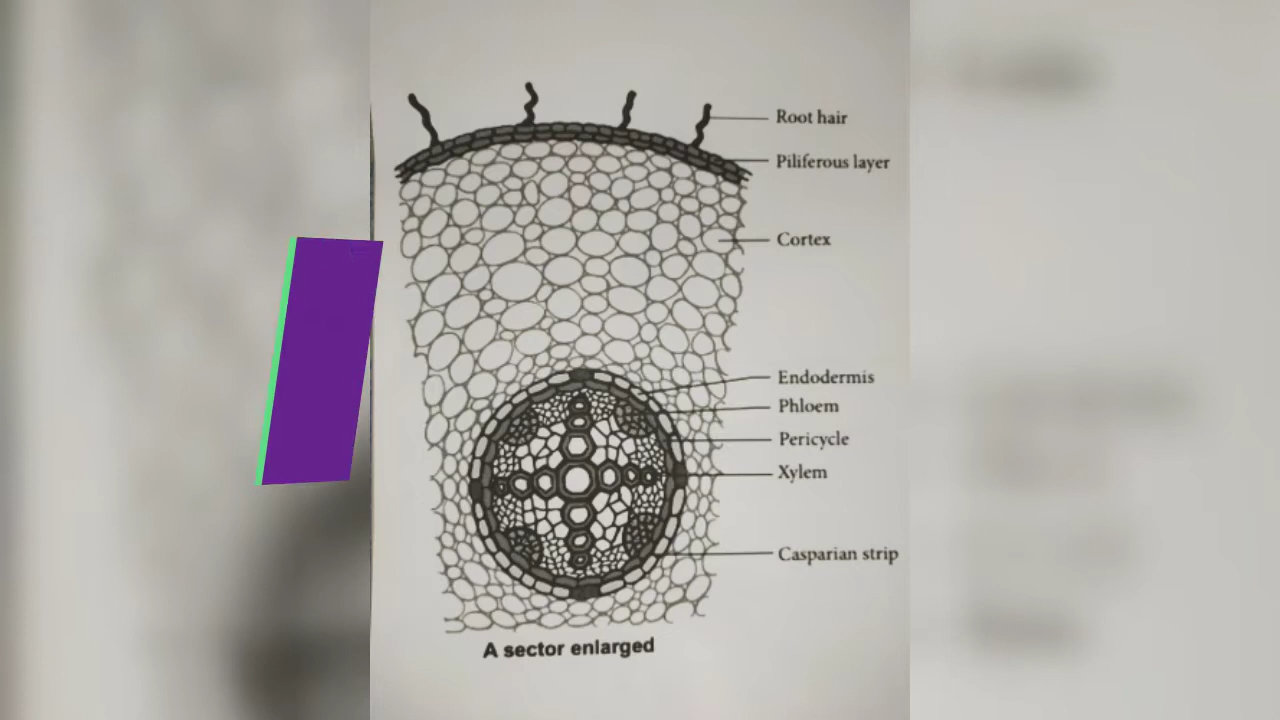 Root hair
Piliferous layer
Cortex
Endodermis
Phloem
Pericycle
Xylem
Casparian strip
A sector enlarged